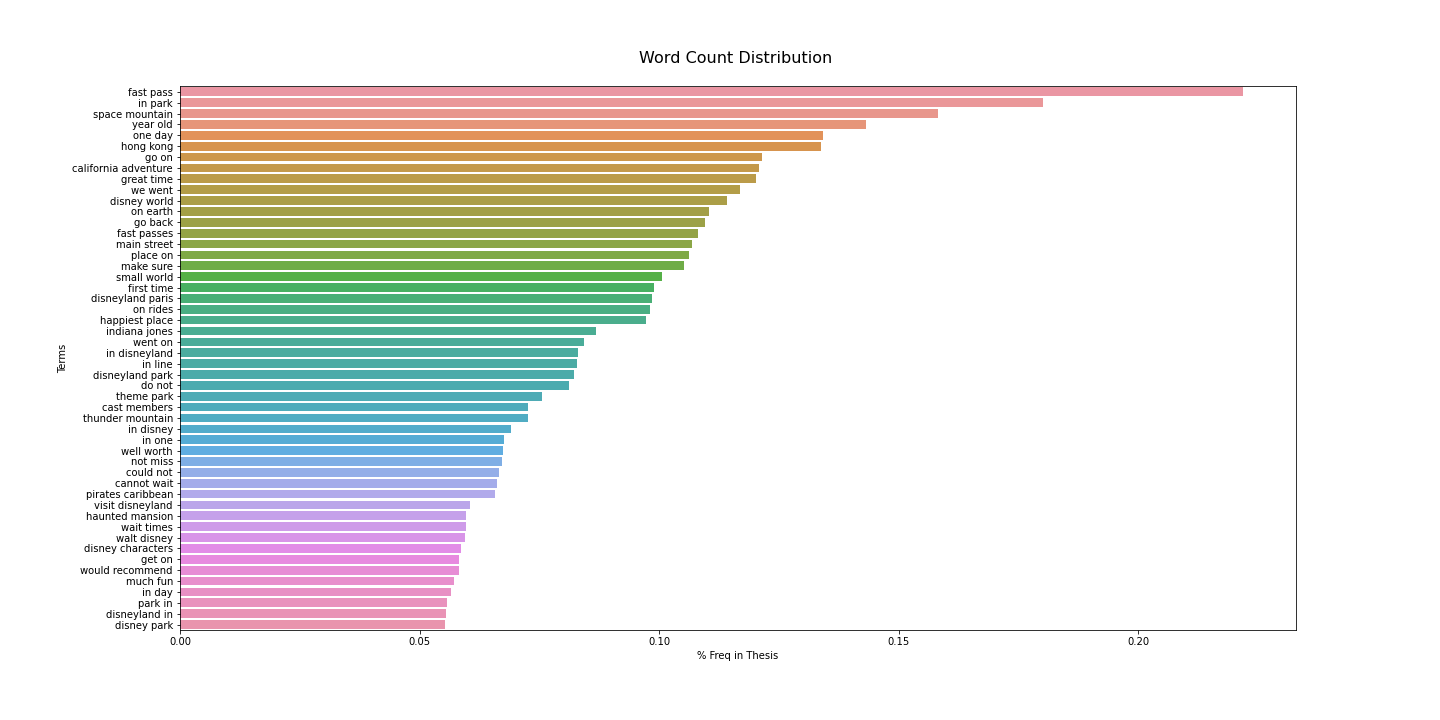 Word Count Distribution
fast pass
in park
space mountain
year old
one day
hong kong
go on
california adventure
great time
we went
disney world
on earth
go back
fast passes
main street
place on
make sure
small world
first time
disneyland paris
on rides
happiest place
indiana jones
went on
in disneyland
in line
disneyland park
do not
theme park
cast members
thunder mountain
in disney
in one
well worth
not miss
could not
cannot wait
pirates caribbean
visit disneyland
haunted mansion
wait times
walt disney
disney characters
get on
would recommend
much fun
in day
park in
disneyland in
disney park
Terms
0.00 0.05 0.10 0.15 0.20
% Freq in Thesis